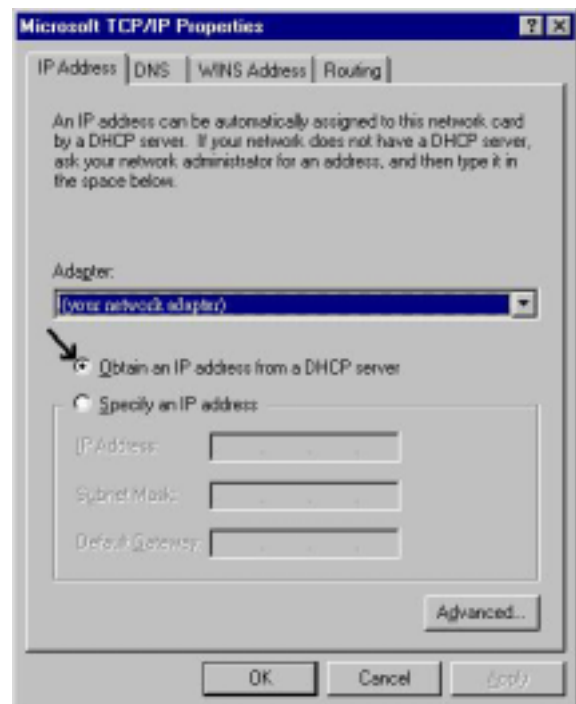 Microsoft TCP/IP Properties
IP Address DNS WINS Address Routing
An IP address can be automatically assigned to this network card
by a DHCP server. If your network does not have a DHCP server,
ask your network administrator for an address, and then type it in
the space below.
Adapter:
(your network adapter)
Obtain an IP address from a DHCP server
Specify an IP address
IP Address:
Subnet Mask:
Default Gateway:
Advanced...
OK Cancel Apply